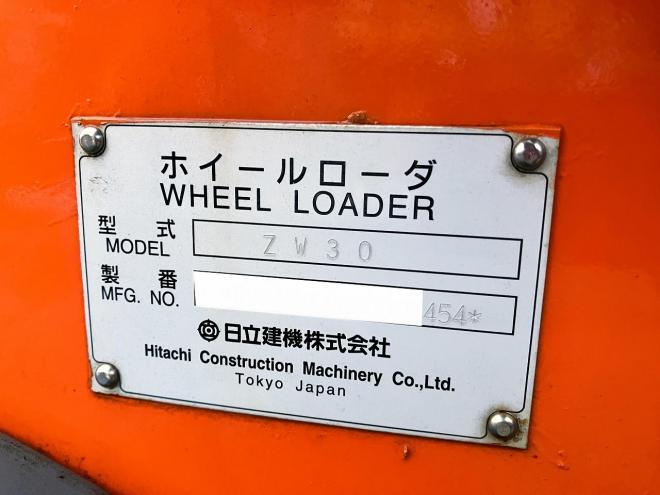 ホイールローダ
WHEEL LOADER
型式 ZW30
MODEL
製番
MFG. NO. 454*
日立建機株式会社
Hitachi Construction Machinery Co.,Ltd.
Tokyo Japan